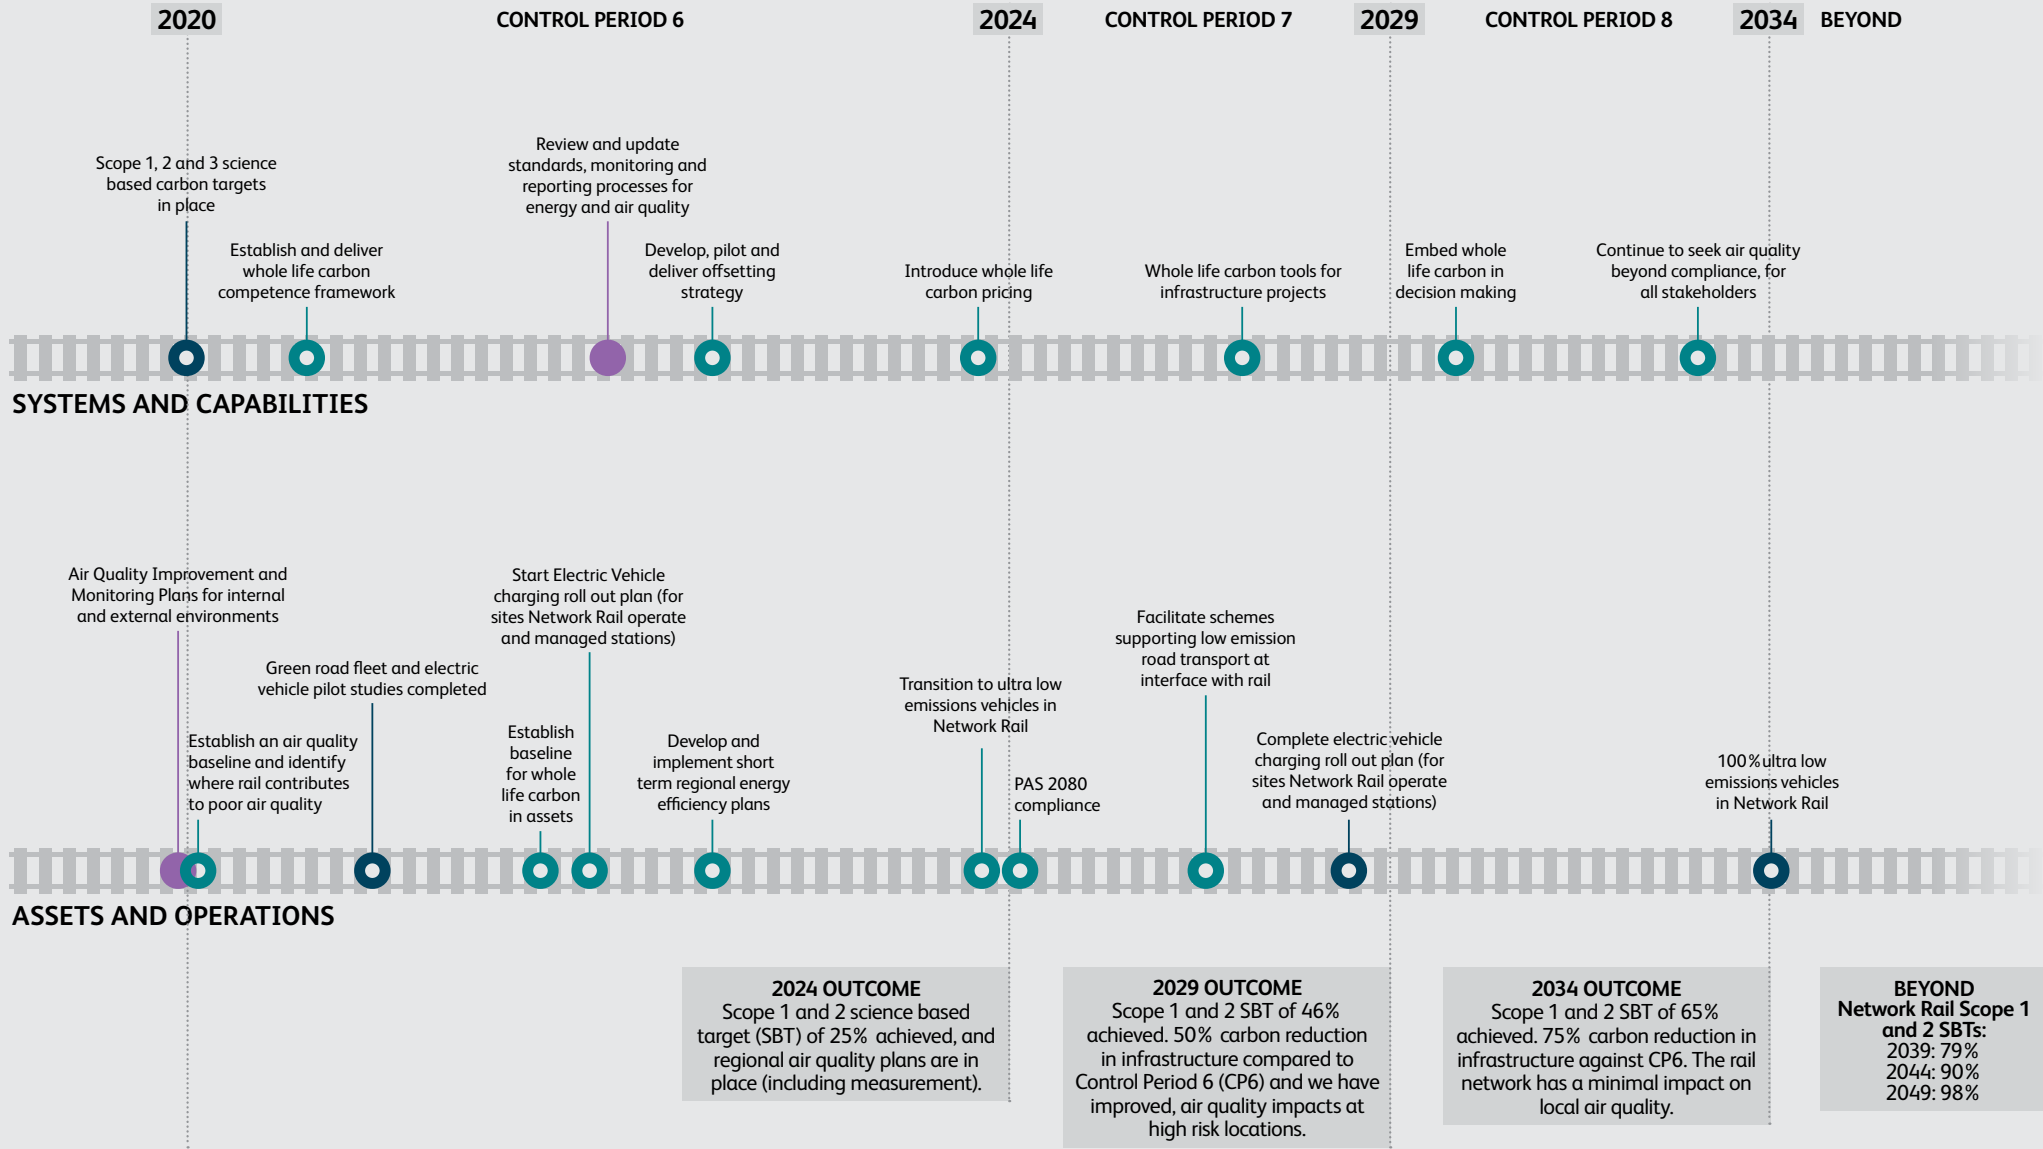 2020
CONTROL PERIOD 6
2024
CONTROL PERIOD 7
2029
CONTROL PERIOD 8
2034
BEYOND
Scope 1, 2 and 3 science
based carbon targets
in place
Establish and deliver
whole life carbon
competence framework
Review and update
standards, monitoring and
reporting processes for
energy and air quality
Develop, pilot and
deliver offsetting
strategy
Introduce whole life
carbon pricing
Whole life carbon tools for
infrastructure projects
Embed whole
life carbon in
decision making
Continue to seek air quality
beyond compliance, for
all stakeholders
SYSTEMS AND CAPABILITIES
Air Quality Improvement and
Monitoring Plans for internal
and external environments
Establish an air quality
baseline and identify
where rail contributes
to poor air quality
Green road fleet and electric
vehicle pilot studies completed
Establish
baseline
for whole
life carbon
in assets
Start Electric Vehicle
charging roll out plan (for
sites Network Rail operate
and managed stations)
Develop and
implement short
term regional energy
efficiency plans
Transition to ultra low
emissions vehicles in
Network Rail
PAS 2080
compliance
Facilitate schemes
supporting low emission
road transport at
interface with rail
Complete electric vehicle
charging roll out plan (for
sites Network Rail operate
and managed stations)
100% ultra low
emissions vehicles
in Network Rail
ASSETS AND OPERATIONS
2024 OUTCOME
Scope 1 and 2 science based
target (SBT) of 25% achieved, and
regional air quality plans are in
place (including measurement).
2029 OUTCOME
Scope 1 and 2 SBT of 46%
achieved. 50% carbon reduction
in infrastructure compared to
Control Period 6 (CP6) and we have
improved, air quality impacts at
high risk locations.
2034 OUTCOME
Scope 1 and 2 SBT of 65%
achieved. 75% carbon reduction in
infrastructure against CP6. The rail
network has a minimal impact on
local air quality.
BEYOND
Network Rail Scope 1
and 2 SBTs:
2039: 79%
2044: 90%
2049: 98%